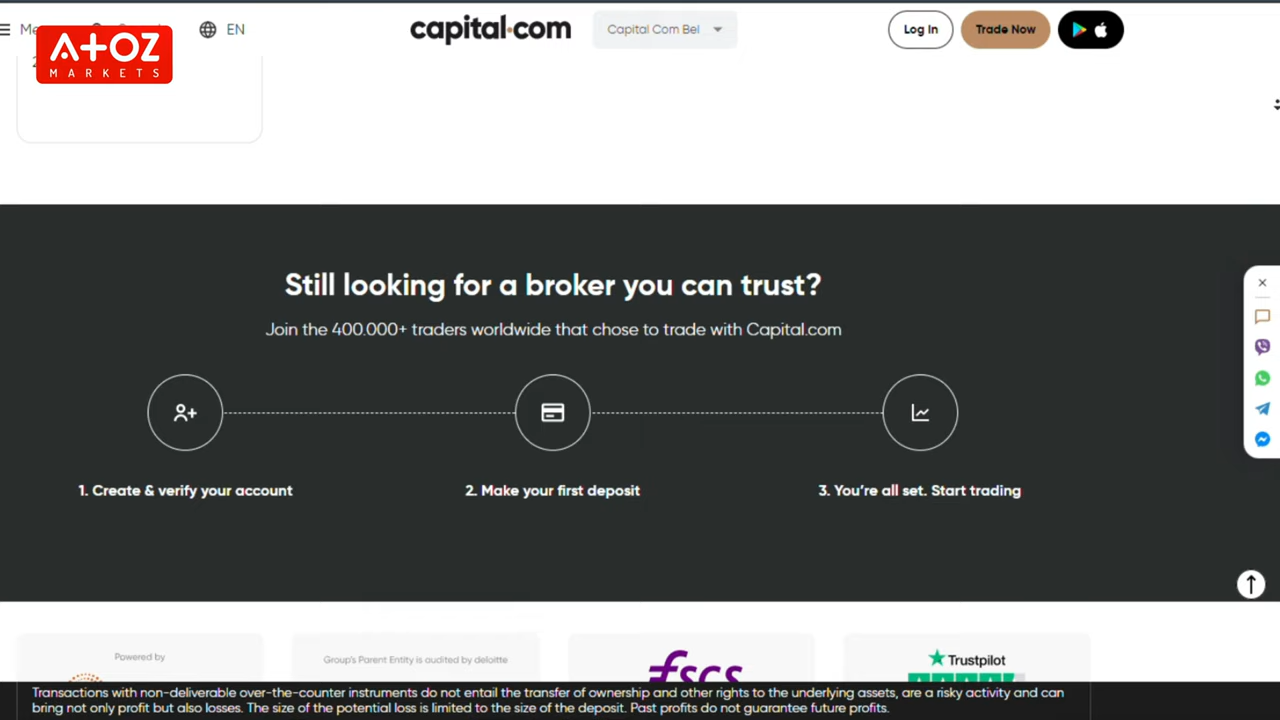 EN
capital.com
Capital Com Bel
Log In
Trade Now
A+OZ
MARKETS
Still looking for a broker you can trust?
Join the 400.000+ traders worldwide that chose to trade with Capital.com
1. Create & verify your account
2. Make your first deposit
3. You're all set. Start trading
Powered by
Group's Parent Entity is audited by deloitte
fscs
Trustpilot
Transactions with non-deliverable over-the-counter instruments do not entail the transfer of ownership and other rights to the underlying assets, are a risky activity and can
bring not only profit but also losses. The size of the potential loss is limited to the size of the deposit. Past profits do not guarantee future profits.